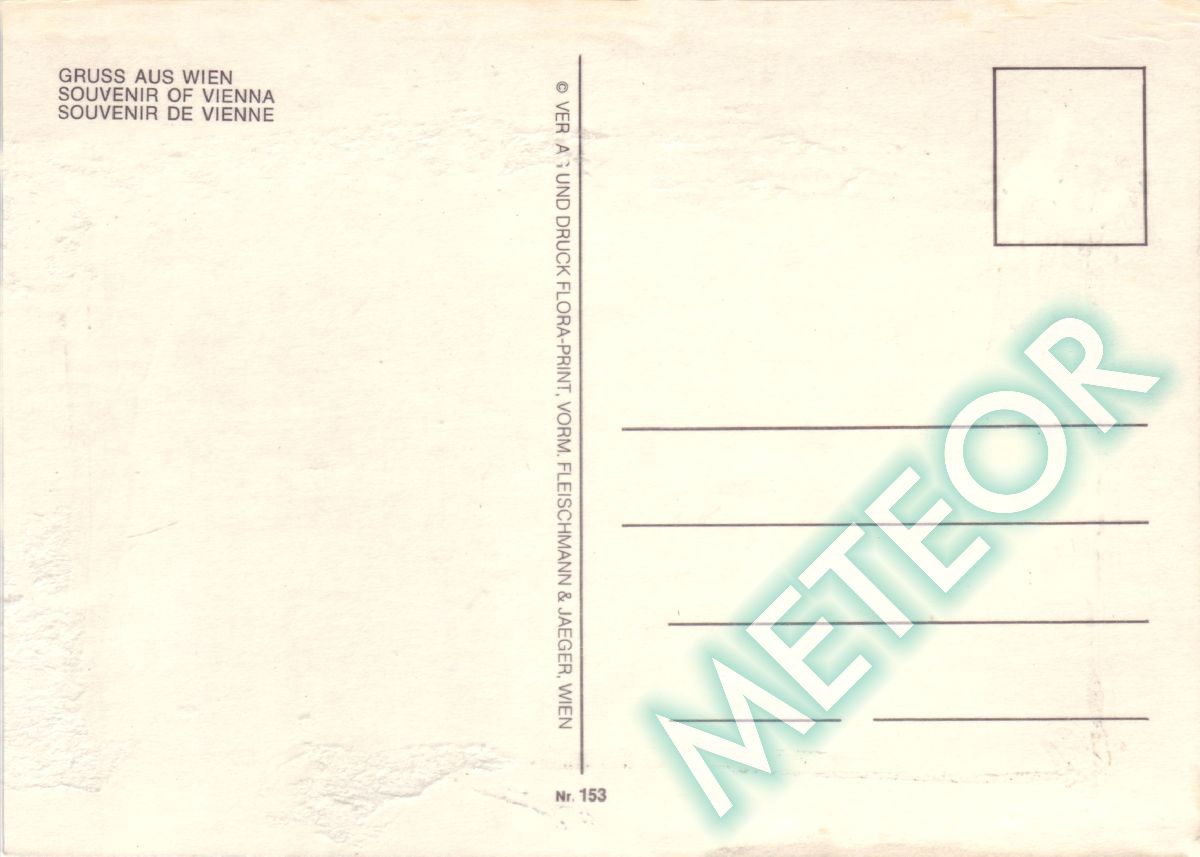 GRUSS AUS WIEN
SOUVENIR OF VIENNA
SOUVENIR DE VIENNE
© VER A UND DRUCK FLORA-PRINT, VORM. FLEISCHMANN & JAEGER, WIEN
Nr. 153
METEOR